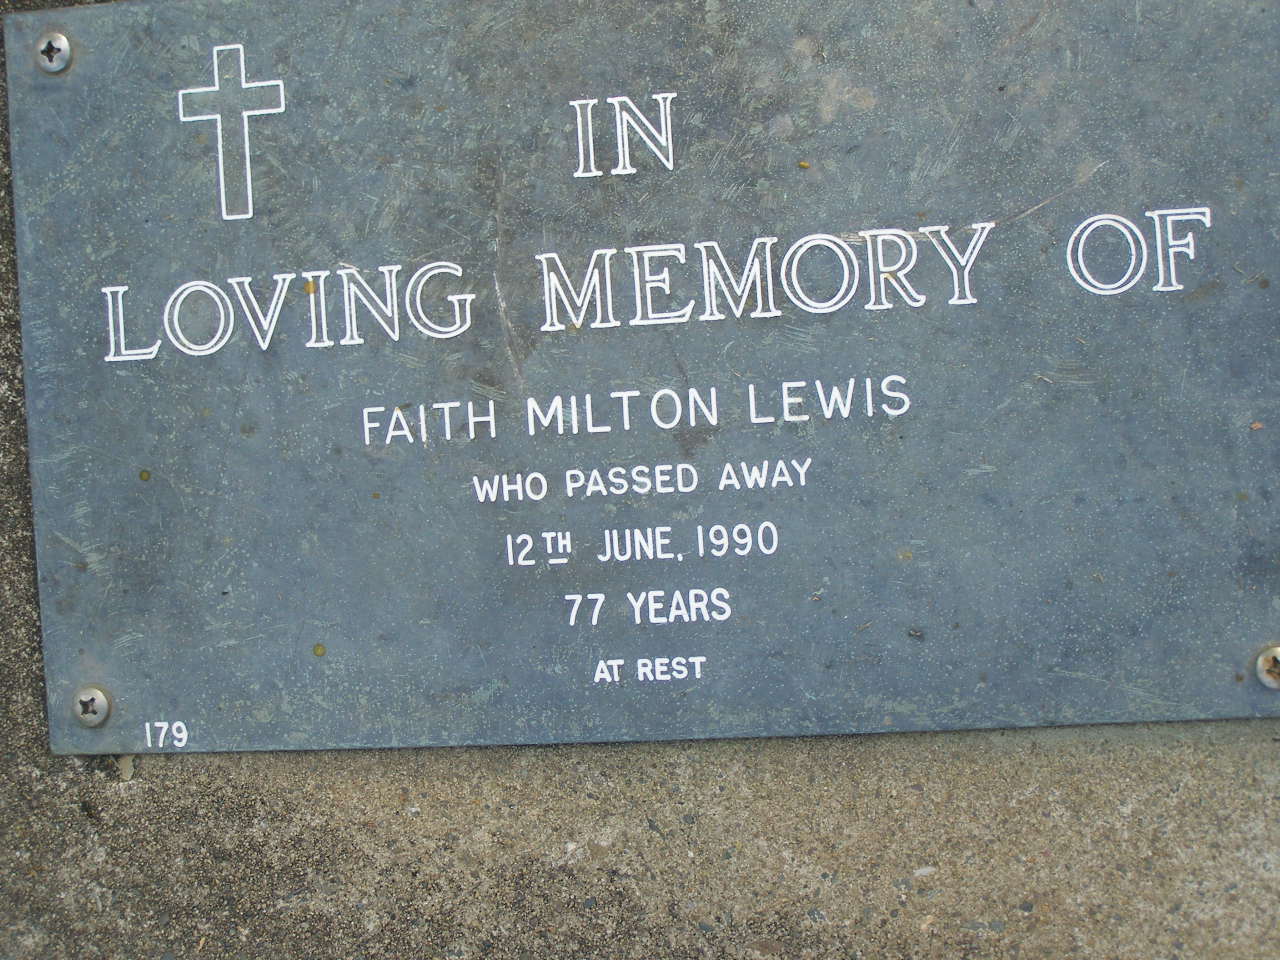 IN
LOVING MEMORY OF
FAITH MILTON LEWIS
WHO PASSED AWAY
12TH JUNE, 1990
77 YEARS
AT REST
179